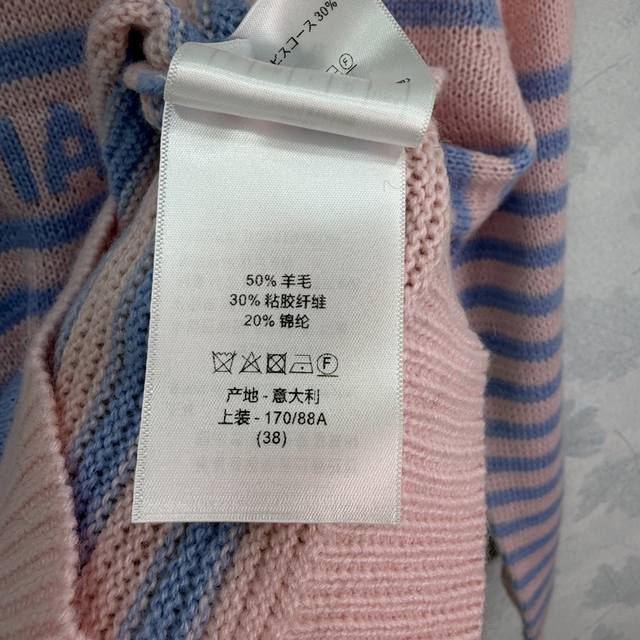 ビスコース 30%
F
IA
50% 羊毛
30% 粘胶纤维
20% 锦纶
F
产地 - 意大利
上装 - 170/88A
(38)